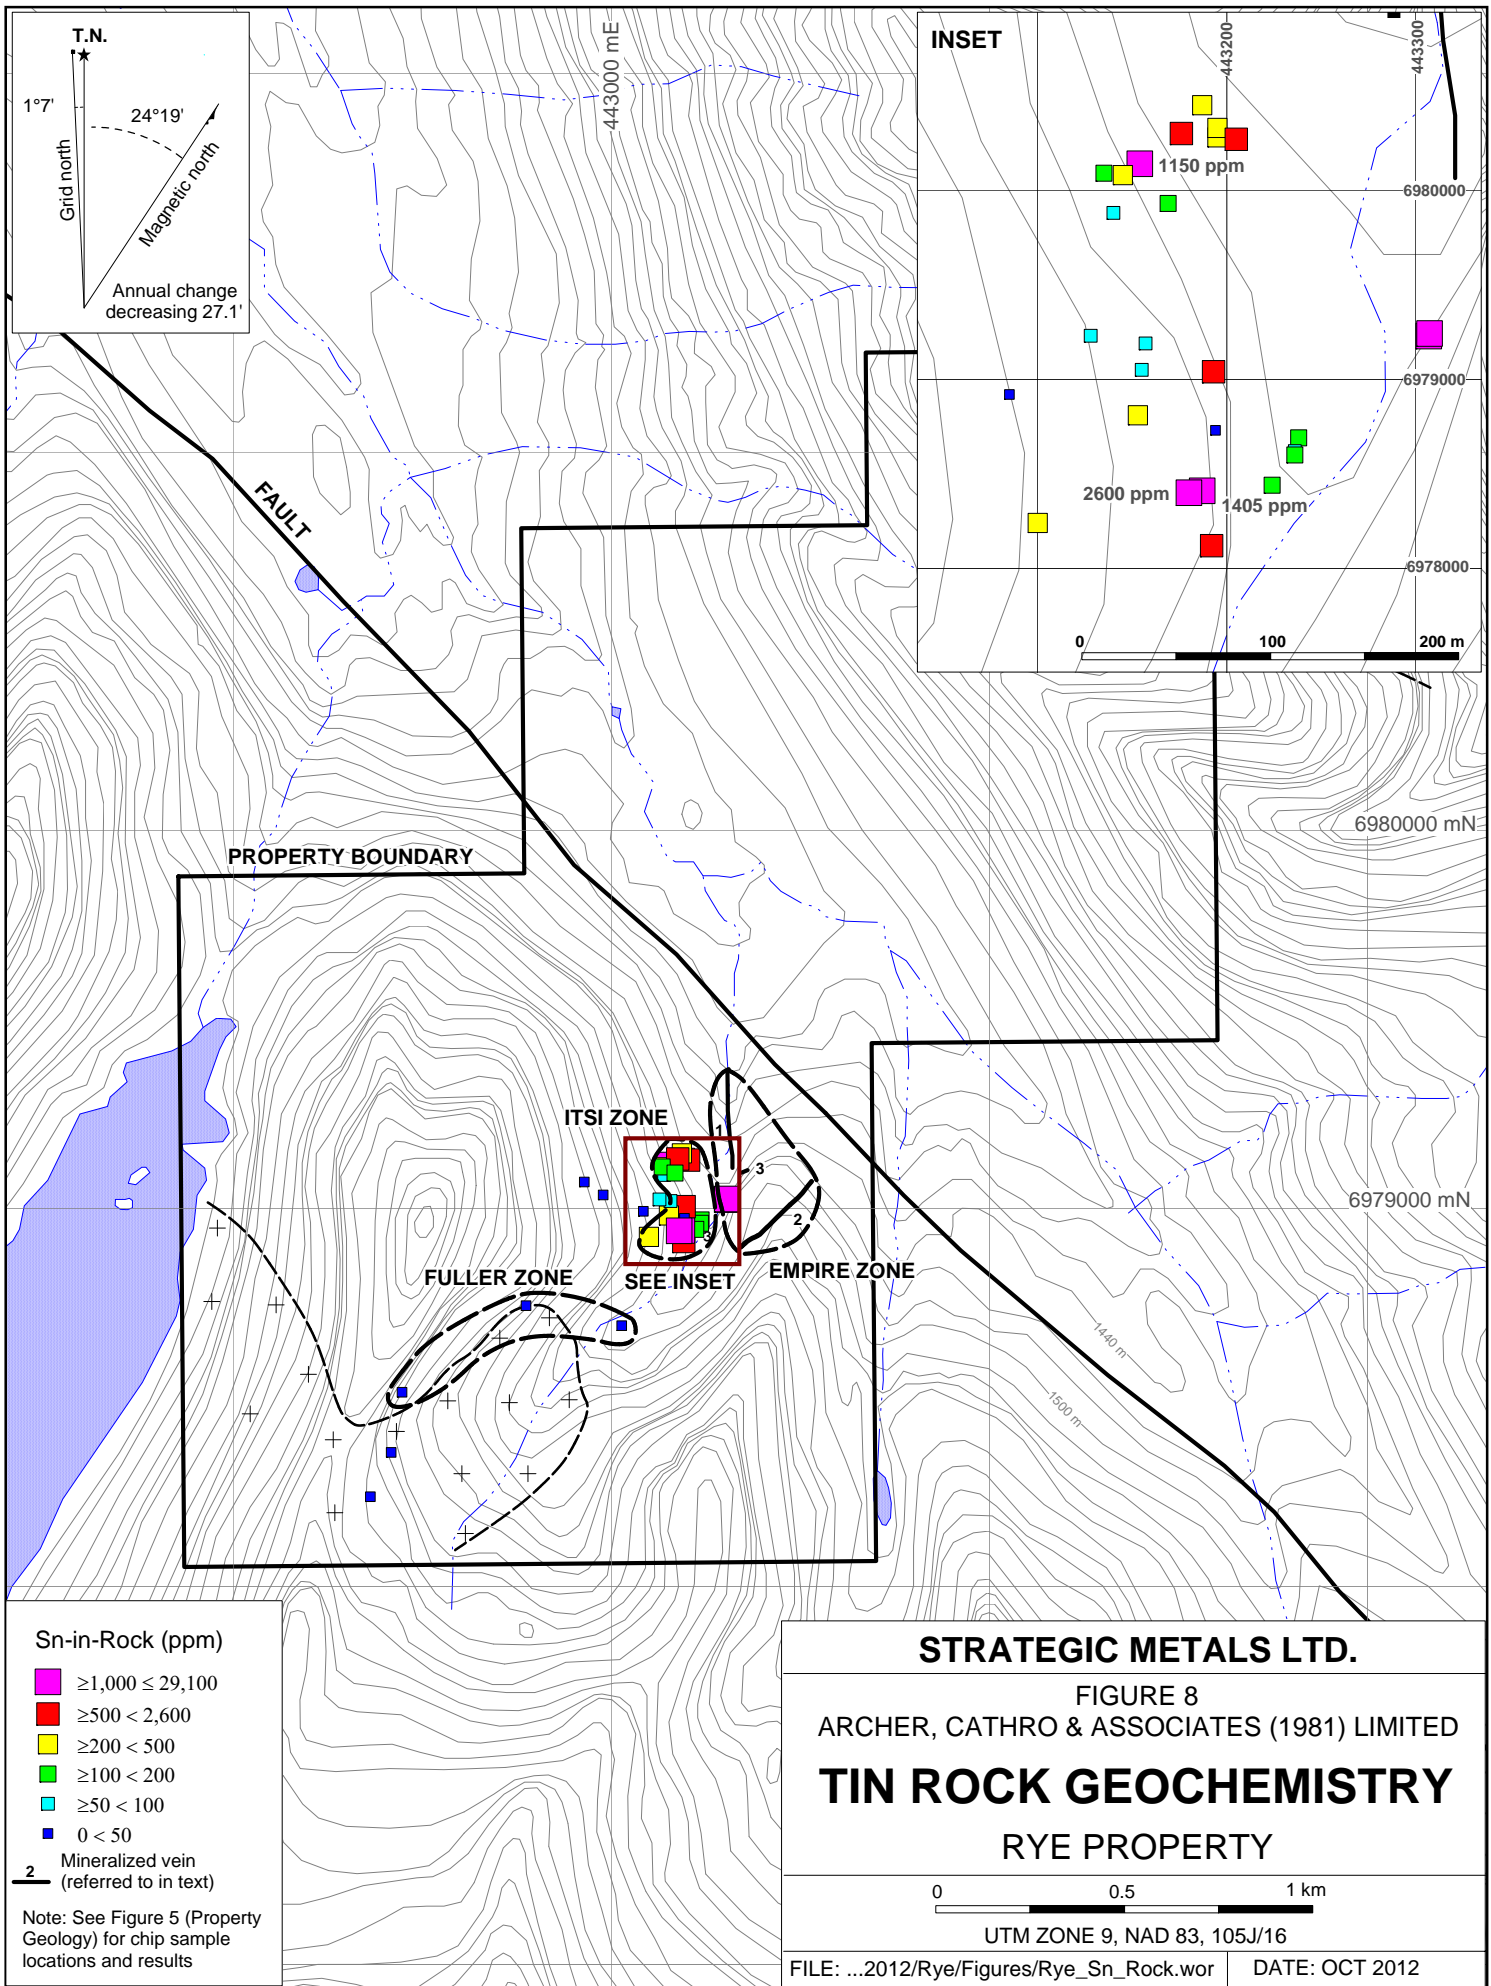 T.N.
1°7'
24°19'
Grid north
Magnetic north
Annual change
decreasing 27.1'
443000 mE
INSET
443200
443300
1150 ppm
6980000
6979000
2600 ppm
1405 ppm
6978000
0 100 200 m
FAULT
6980000 mN
PROPERTY BOUNDARY
ITSI ZONE
1
3
2
3
6979000 mN
FULLER ZONE
SEE INSET
EMPIRE ZONE
1440 m
1500 m
Sn-in-Rock (ppm)
≥1,000 ≤ 29,100
≥500 < 2,600
≥200 < 500
≥100 < 200
≥50 < 100
0 < 50
2 Mineralized vein
(referred to in text)
Note: See Figure 5 (Property
Geology) for chip sample
locations and results
STRATEGIC METALS LTD.
FIGURE 8
ARCHER, CATHRO & ASSOCIATES (1981) LIMITED
TIN ROCK GEOCHEMISTRY
RYE PROPERTY
0 0.5 1 km
UTM ZONE 9, NAD 83, 105J/16
FILE: ...2012/Rye/Figures/Rye_Sn_Rock.wor
DATE: OCT 2012